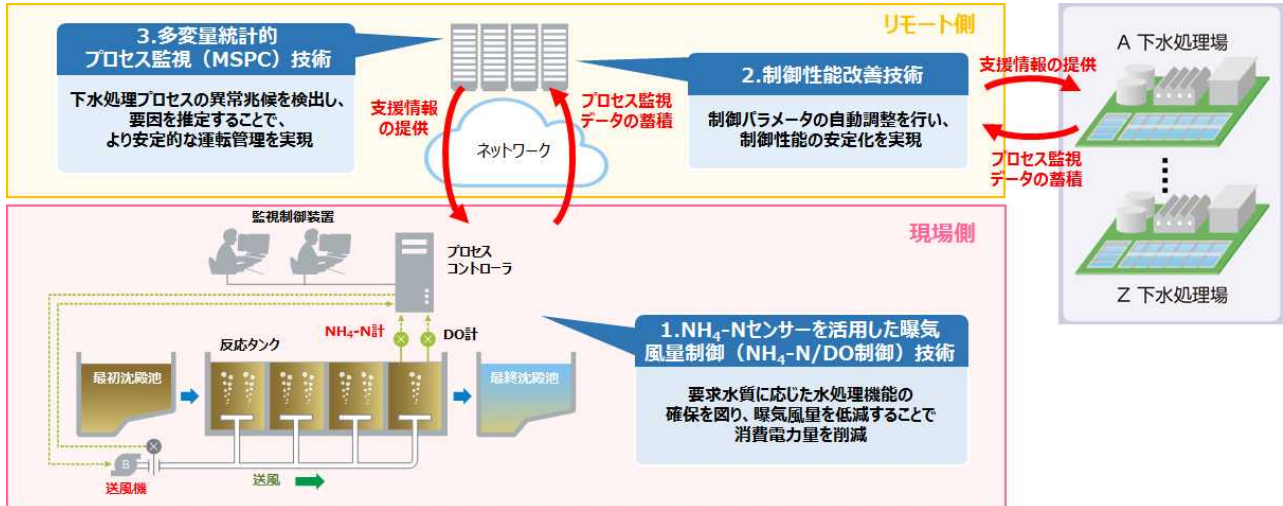 リモート側
3.多変量統計的
プロセス監視（MSPC）技術
下水処理プロセスの異常兆候を検出し、
要因を推定することで、
より安定的な運転管理を実現
支援情報
の提供
ネットワーク
プロセス監視
データの蓄積
2.制御性能改善技術
制御パラメータの自動調整を行い、
制御性能の安定化を実現
支援情報の提供
プロセス監視
データの蓄積
A 下水処理場
Z 下水処理場
現場側
監視制御装置
プロセス
コントローラ
NH₄-N計
DO計
反応タンク
最初沈殿池
最終沈殿池
B
送風機
送風
1.NH₄-Nセンサーを活用した曝気
風量制御（NH₄-N/DO制御）技術
要求水質に応じた水処理機能の
確保を図り、曝気風量を低減することで
消費電力量を削減